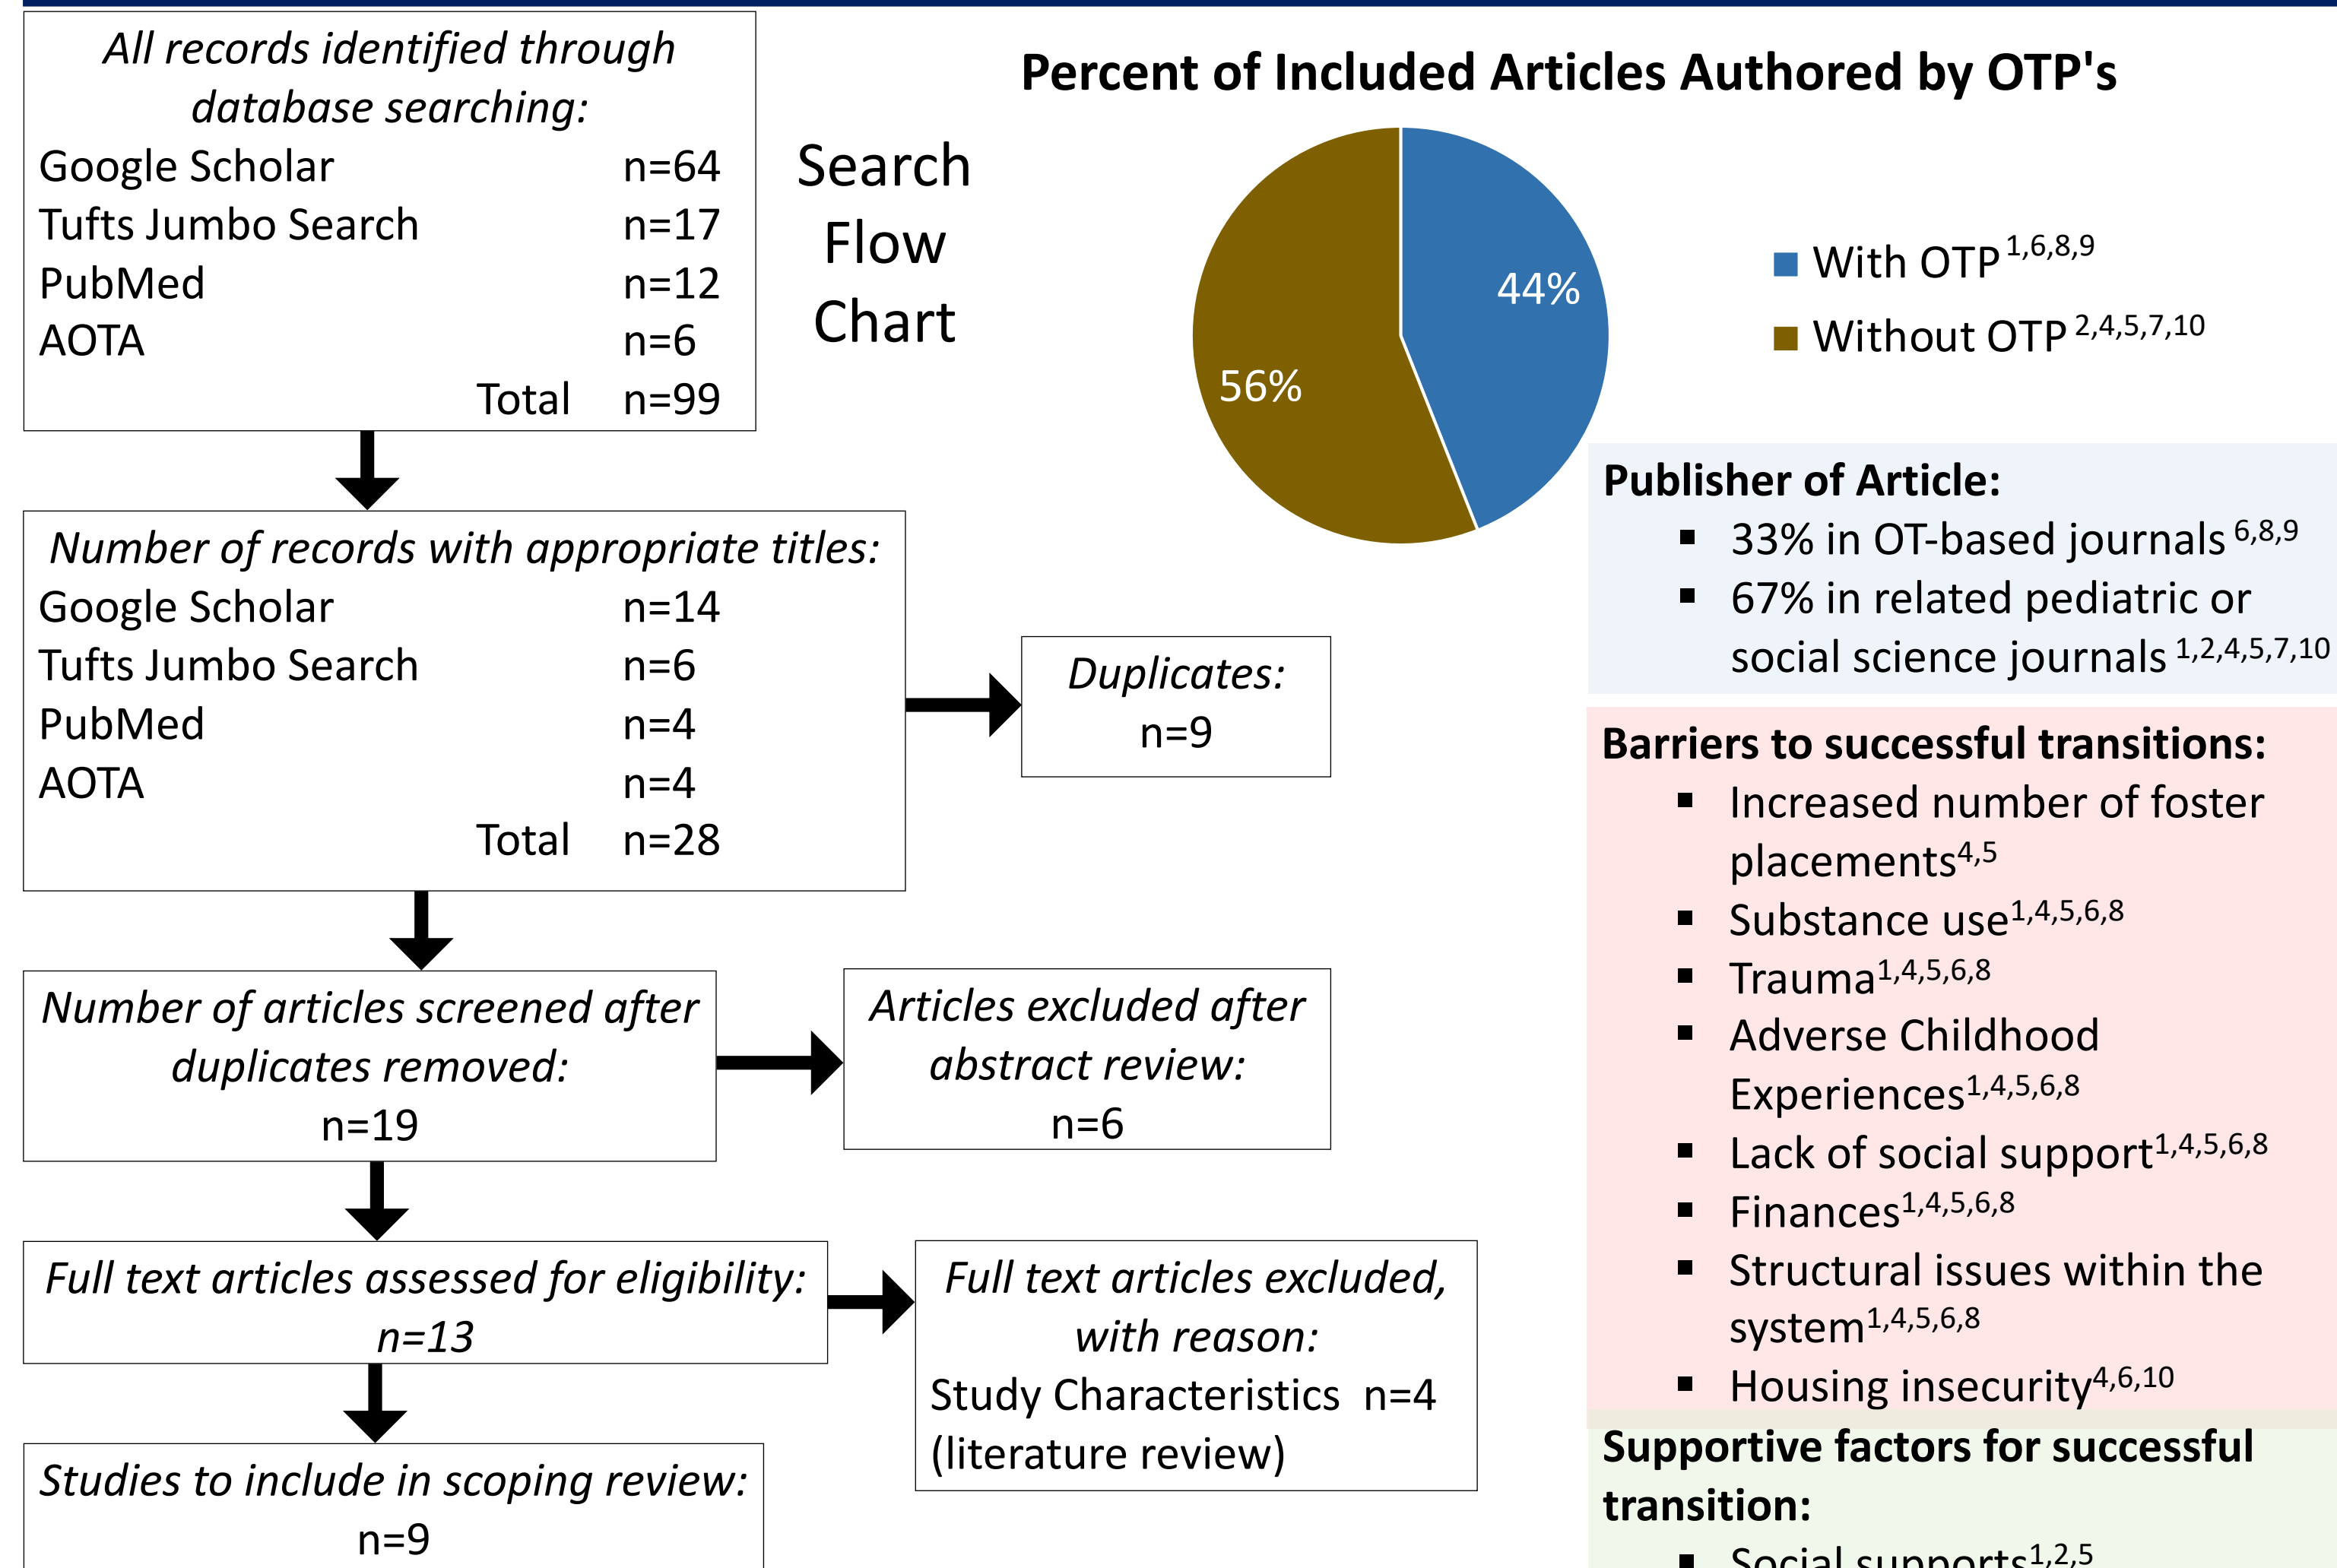 All records identified through
database searching:
Google Scholar n=64
Tufts Jumbo Search n=17
PubMed n=12
AOTA n=6
Total n=99
Search
Flow
Chart
Number of records with appropriate titles:
Google Scholar n=14
Tufts Jumbo Search n=6
PubMed n=4
AOTA n=4
Total n=28
Duplicates:
n=9
Number of articles screened after
duplicates removed:
n=19
Articles excluded after
abstract review:
n=6
Full text articles assessed for eligibility:
n=13
Full text articles excluded,
with reason:
Study Characteristics n=4
(literature review)
Studies to include in scoping review:
n=9
Percent of Included Articles Authored by OTP's
44%
56%
With OTP 1,6,8,9
Without OTP 2,4,5,7,10
Publisher of Article:
▪ 33% in OT-based journals 6,8,9
▪ 67% in related pediatric or
social science journals 1,2,4,5,7,10
Barriers to successful transitions:
▪ Increased number of foster
placements4,5
▪ Substance use1,4,5,6,8
▪ Trauma1,4,5,6,8
▪ Adverse Childhood
Experiences1,4,5,6,8
▪ Lack of social support1,4,5,6,8
▪ Finances1,4,5,6,8
▪ Structural issues within the
system1,4,5,6,8
▪ Housing insecurity4,6,10
Supportive factors for successful
transition:
▪ Social supports1,2,5